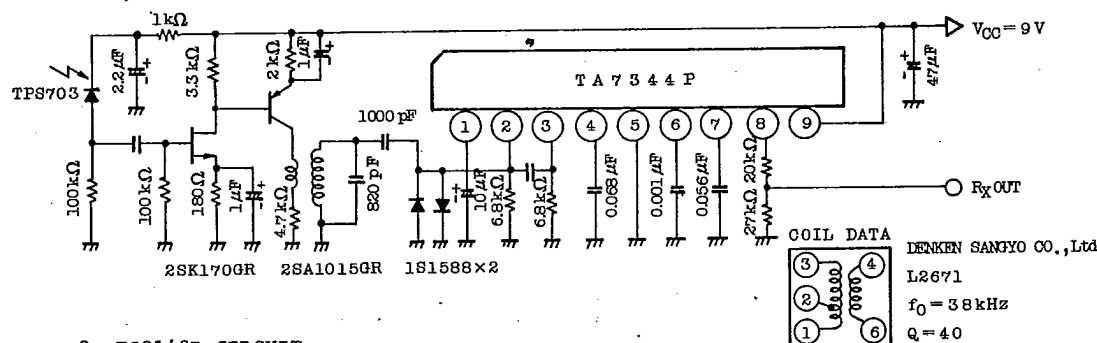 1kΩ
VCC=9V
2.2μF
3.3kΩ
2kΩ
1μF
47μF
TA7344P
TPS703
1000pF
1 2 3 4 5 6 7 8 9
100kΩ
100kΩ
180Ω
1μF
4.7kΩ
820pF
10μF
6.8kΩ
6.8kΩ
0.068μF
0.001μF
0.056μF
20kΩ
27kΩ
RX OUT
2SK170GR
2SA1015GR
1S1588×2
COIL DATA
3 4
2
1 6
DENKEN SANGYO CO.,Ltd
L2671
f0=38kHz
Q=40
CIRCUIT